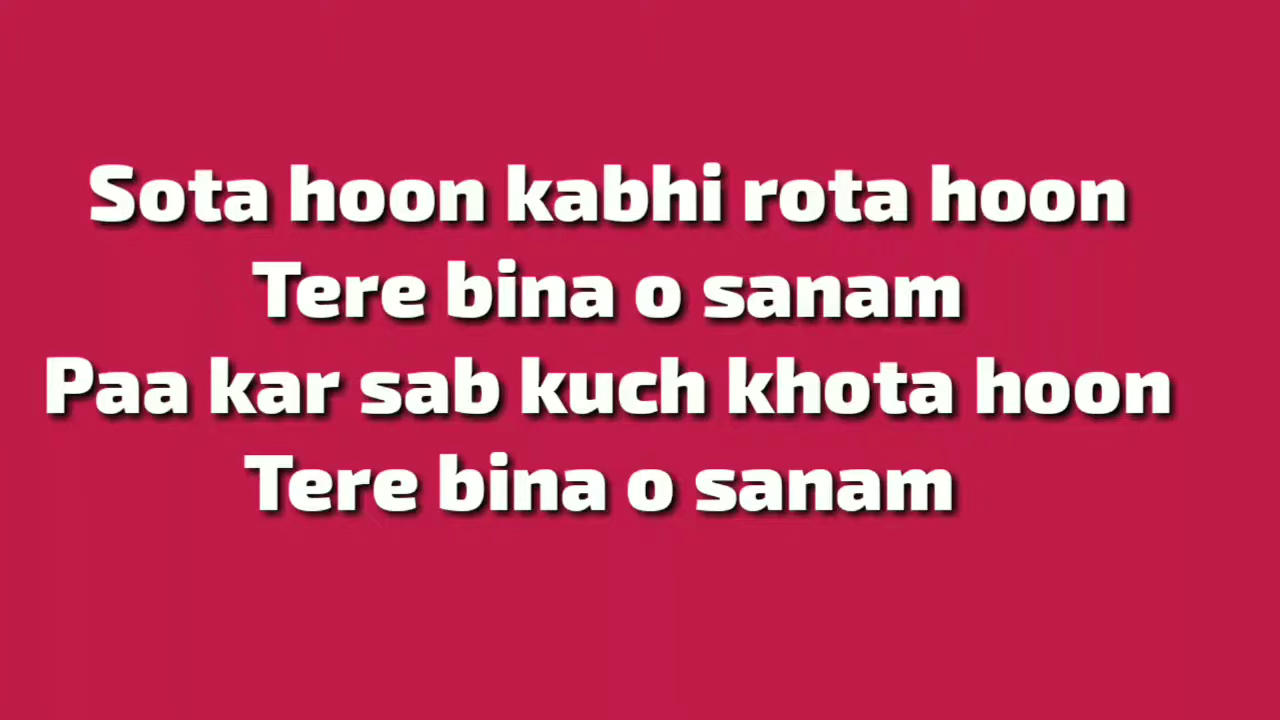 Sota hoon kabhi rota hoon
Tere bina o sanam
Paa kar sab kuch khota hoon
Tere bina o sanam